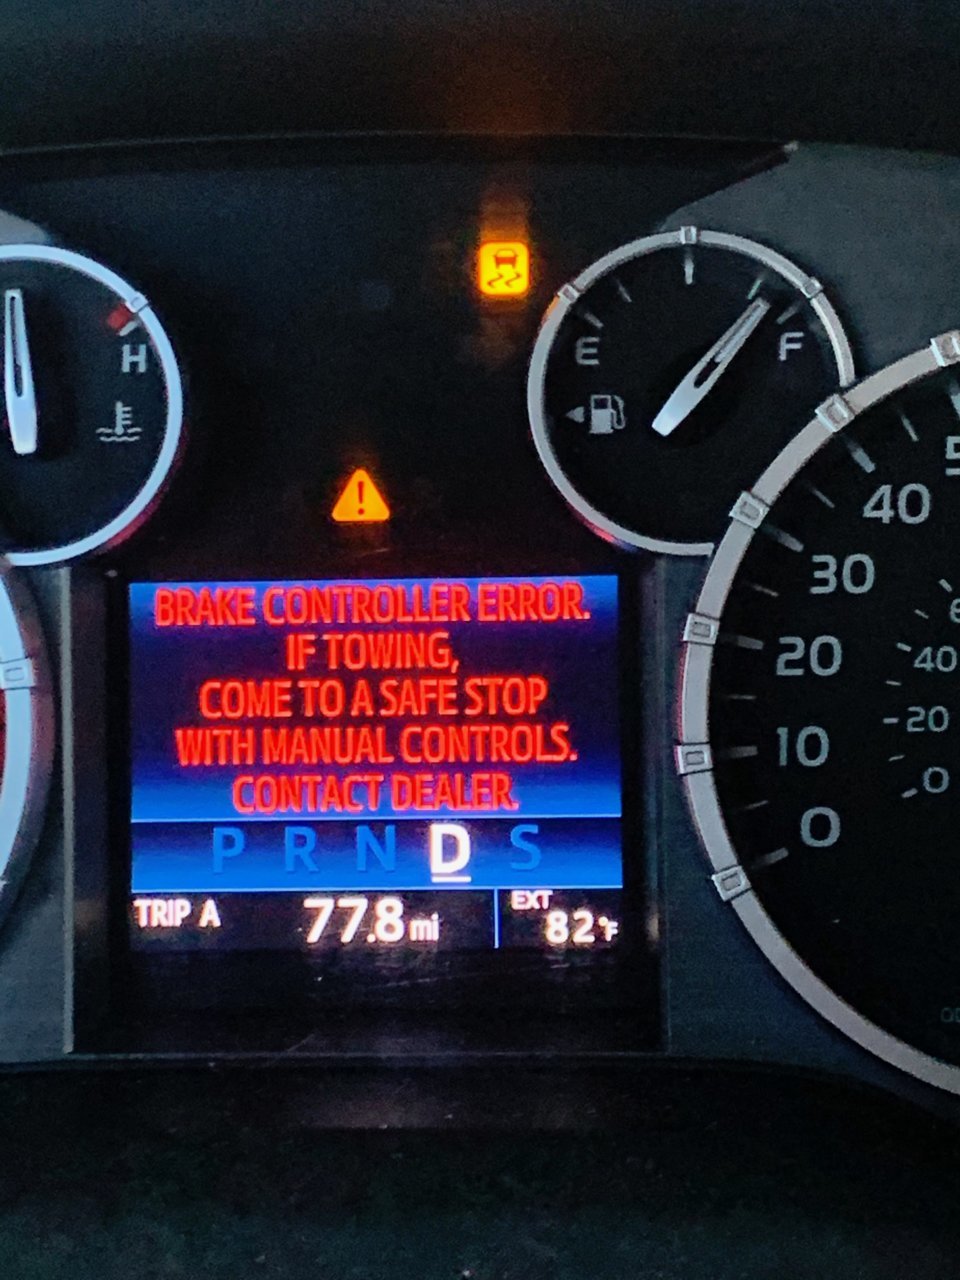 H
E
F
BRAKE CONTROLLER ERROR.
IF TOWING,
COME TO A SAFE STOP
WITH MANUAL CONTROLS.
CONTACT DEALER.
P R N D S
TRIP A 77.8 mi
EXT
82°F
40
30
20
10
0
40
20
0